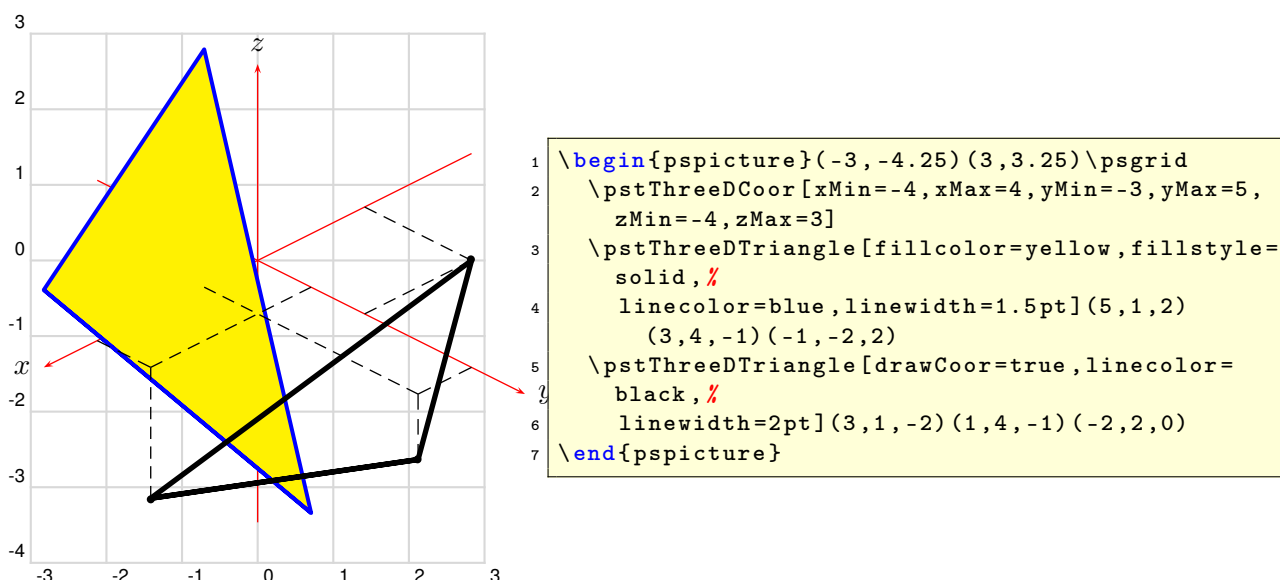 3
z
2
1
0
-1
x
-2
y
-3
-4
-3 -2 -1 0 1 2 3
1 \begin{pspicture}(-3,-4.25)(3,3.25)\psgrid
2 \pstThreeDCoor[xMin=-4,xMax=4,yMin=-3,yMax=5,
zMin=-4,zMax=3]
3 \pstThreeDTriangle[fillcolor=yellow,fillstyle=
solid,%
4 linecolor=blue,linewidth=1.5pt](5,1,2)
(3,4,-1)(-1,-2,2)
5 \pstThreeDTriangle[drawCoor=true,linecolor=
black,%
6 linewidth=2pt](3,1,-2)(1,4,-1)(-2,2,0)
7 \end{pspicture}